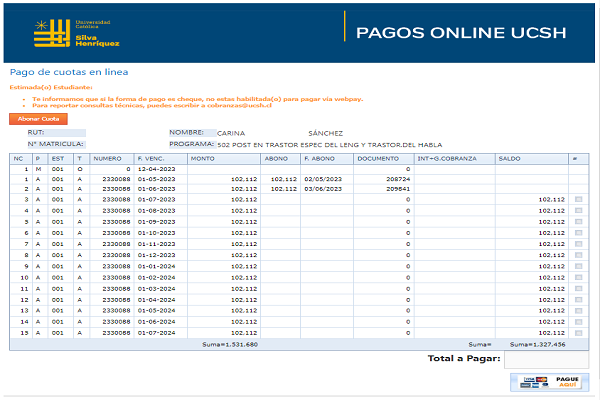 Universidad
Católica
Silva
Henríquez
PAGOS ONLINE UCSH
Pago de cuotas en linea
Estimada(o) Estudiante:
Te informamos que si la forma de pago es cheque, no estas habilitada(o) para pagar via webpay.
Para reportar consultas técnicas, puedes escribir a cobranzas@ucsh.cl
Abonar Cuota
RUT: NOMBRE: CARINA SÁNCHEZ
N° MATRICULA: PROGRAMA: 502 POST EN TRASTOR ESPEC DEL LENG Y TRASTOR.DEL HABLA
NC P EST T NUMERO F. VENC. MONTO ABONO F. ABONO DOCUMENTO INT+G.COBRANZA SALDO #
1 M 001 O 0 12-04-2023 0
1 A 001 A 2330088 01-05-2023 102.112 102.112 02/05/2023 208724
2 A 001 A 2330088 01-06-2023 102.112 102.112 03/06/2023 209841
3 A 001 A 2330088 01-07-2023 102.112 0 102.112
4 A 001 A 2330088 01-08-2023 102.112 0 102.112
5 A 001 A 2330088 01-09-2023 102.112 0 102.112
6 A 001 A 2330088 01-10-2023 102.112 0 102.112
7 A 001 A 2330088 01-11-2023 102.112 0 102.112
8 A 001 A 2330088 01-12-2023 102.112 0 102.112
9 A 001 A 2330088 01-01-2024 102.112 0 102.112
10 A 001 A 2330088 01-02-2024 102.112 0 102.112
11 A 001 A 2330088 01-03-2024 102.112 0 102.112
12 A 001 A 2330088 01-04-2024 102.112 0 102.112
13 A 001 A 2330088 01-05-2024 102.112 0 102.112
14 A 001 A 2330088 01-06-2024 102.112 0 102.112
15 A 001 A 2330088 01-07-2024 102.112 0 102.112
Suma=1.531.680 Suma= Suma=1.327.456
Total a Pagar:
VISA PAGUE
AQUÍ